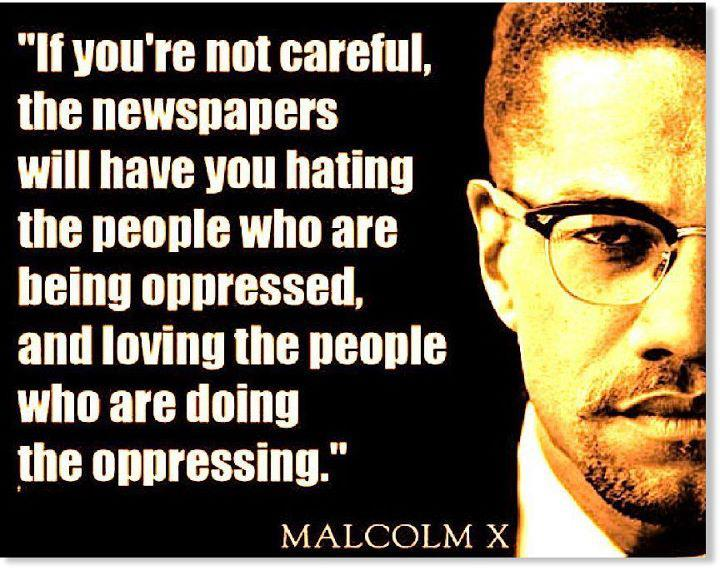 "If you're not careful,
the newspapers
will have you hating
the people who are
being oppressed,
and loving the people
who are doing
the oppressing."
MALCOLM X